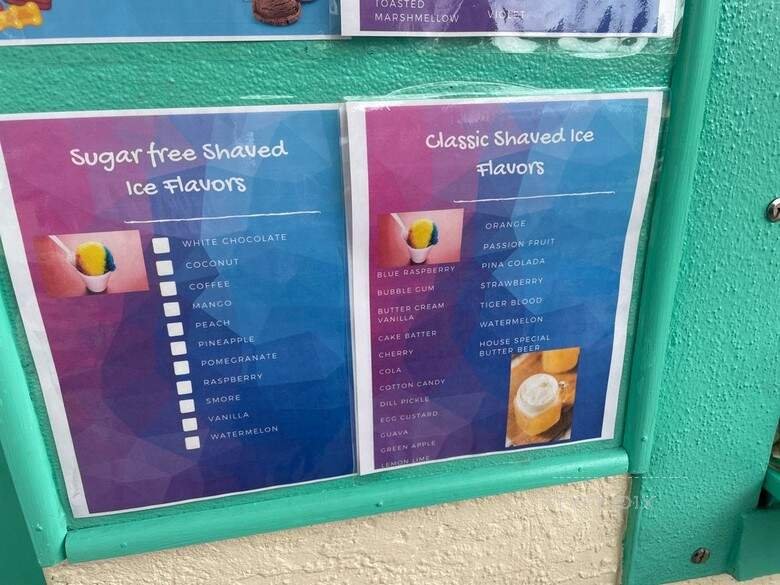 TOASTED
MARSHMELLOW
VIOLET
Sugar free Shaved
Ice Flavors
WHITE CHOCOLATE
COCONUT
COFFEE
MANGO
PEACH
PINEAPPLE
POMEGRANATE
RASPBERRY
SMORE
VANILLA
WATERMELON
Classic Shaved Ice
Flavors
BLUE RASPBERRY
BUBBLE GUM
BUTTER CREAM
VANILLA
CAKE BATTER
CHERRY
COLA
COTTON CANDY
DILL PICKLE
EGG CUSTARD
GUAVA
GREEN APPLE
LEMON LIME
ORANGE
PASSION FRUIT
PINA COLADA
STRAWBERRY
TIGER BLOOD
WATERMELON
HOUSE SPECIAL
BUTTER BEER